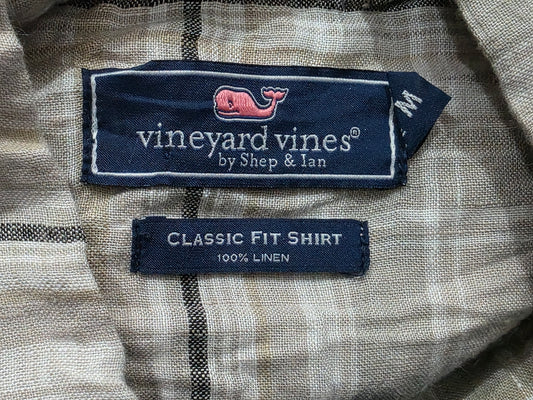 vineyard vines®
by Shep & Ian
M
CLASSIC FIT SHIRT
100% LINEN